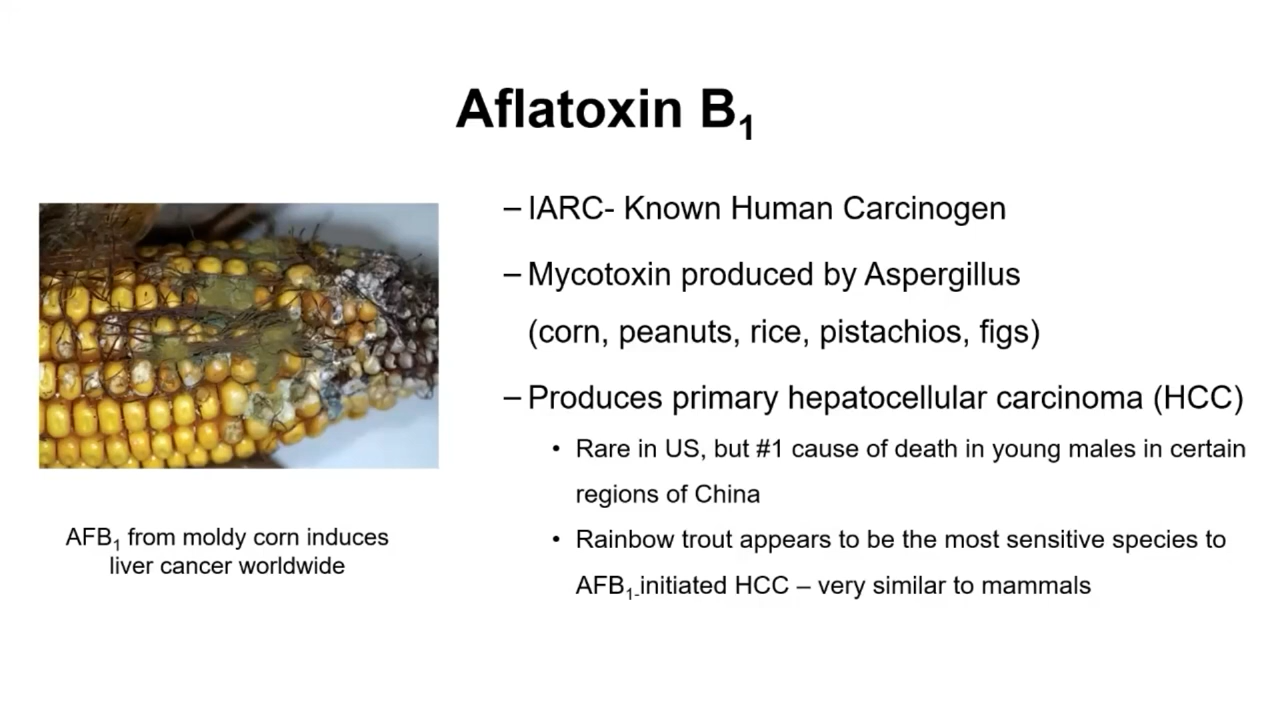 Aflatoxin B₁
– IARC- Known Human Carcinogen
– Mycotoxin produced by Aspergillus
(corn, peanuts, rice, pistachios, figs)
– Produces primary hepatocellular carcinoma (HCC)
• Rare in US, but #1 cause of death in young males in certain
regions of China
• Rainbow trout appears to be the most sensitive species to
AFB₁₋initiated HCC – very similar to mammals
AFB₁ from moldy corn induces
liver cancer worldwide